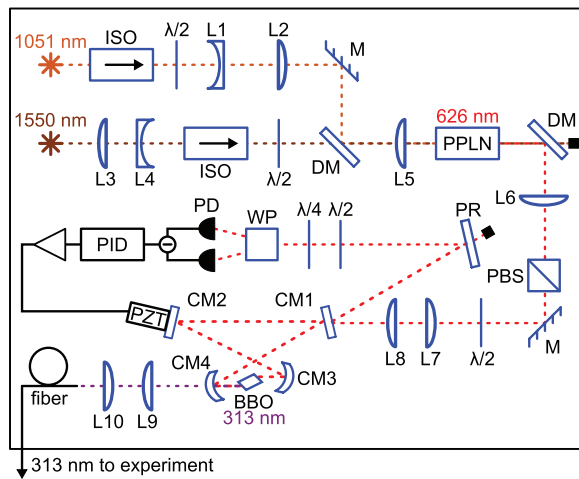 1051 nm
ISO
λ/2
L1
L2
M
1550 nm
L3
L4
ISO
λ/2
DM
L5
626 nm
PPLN
DM
L6
PD
WP
λ/4
λ/2
PR
PBS
PID
PZT
CM2
CM1
L8
L7
λ/2
M
CM4
CM3
BBO
313 nm
fiber
L10
L9
313 nm to experiment